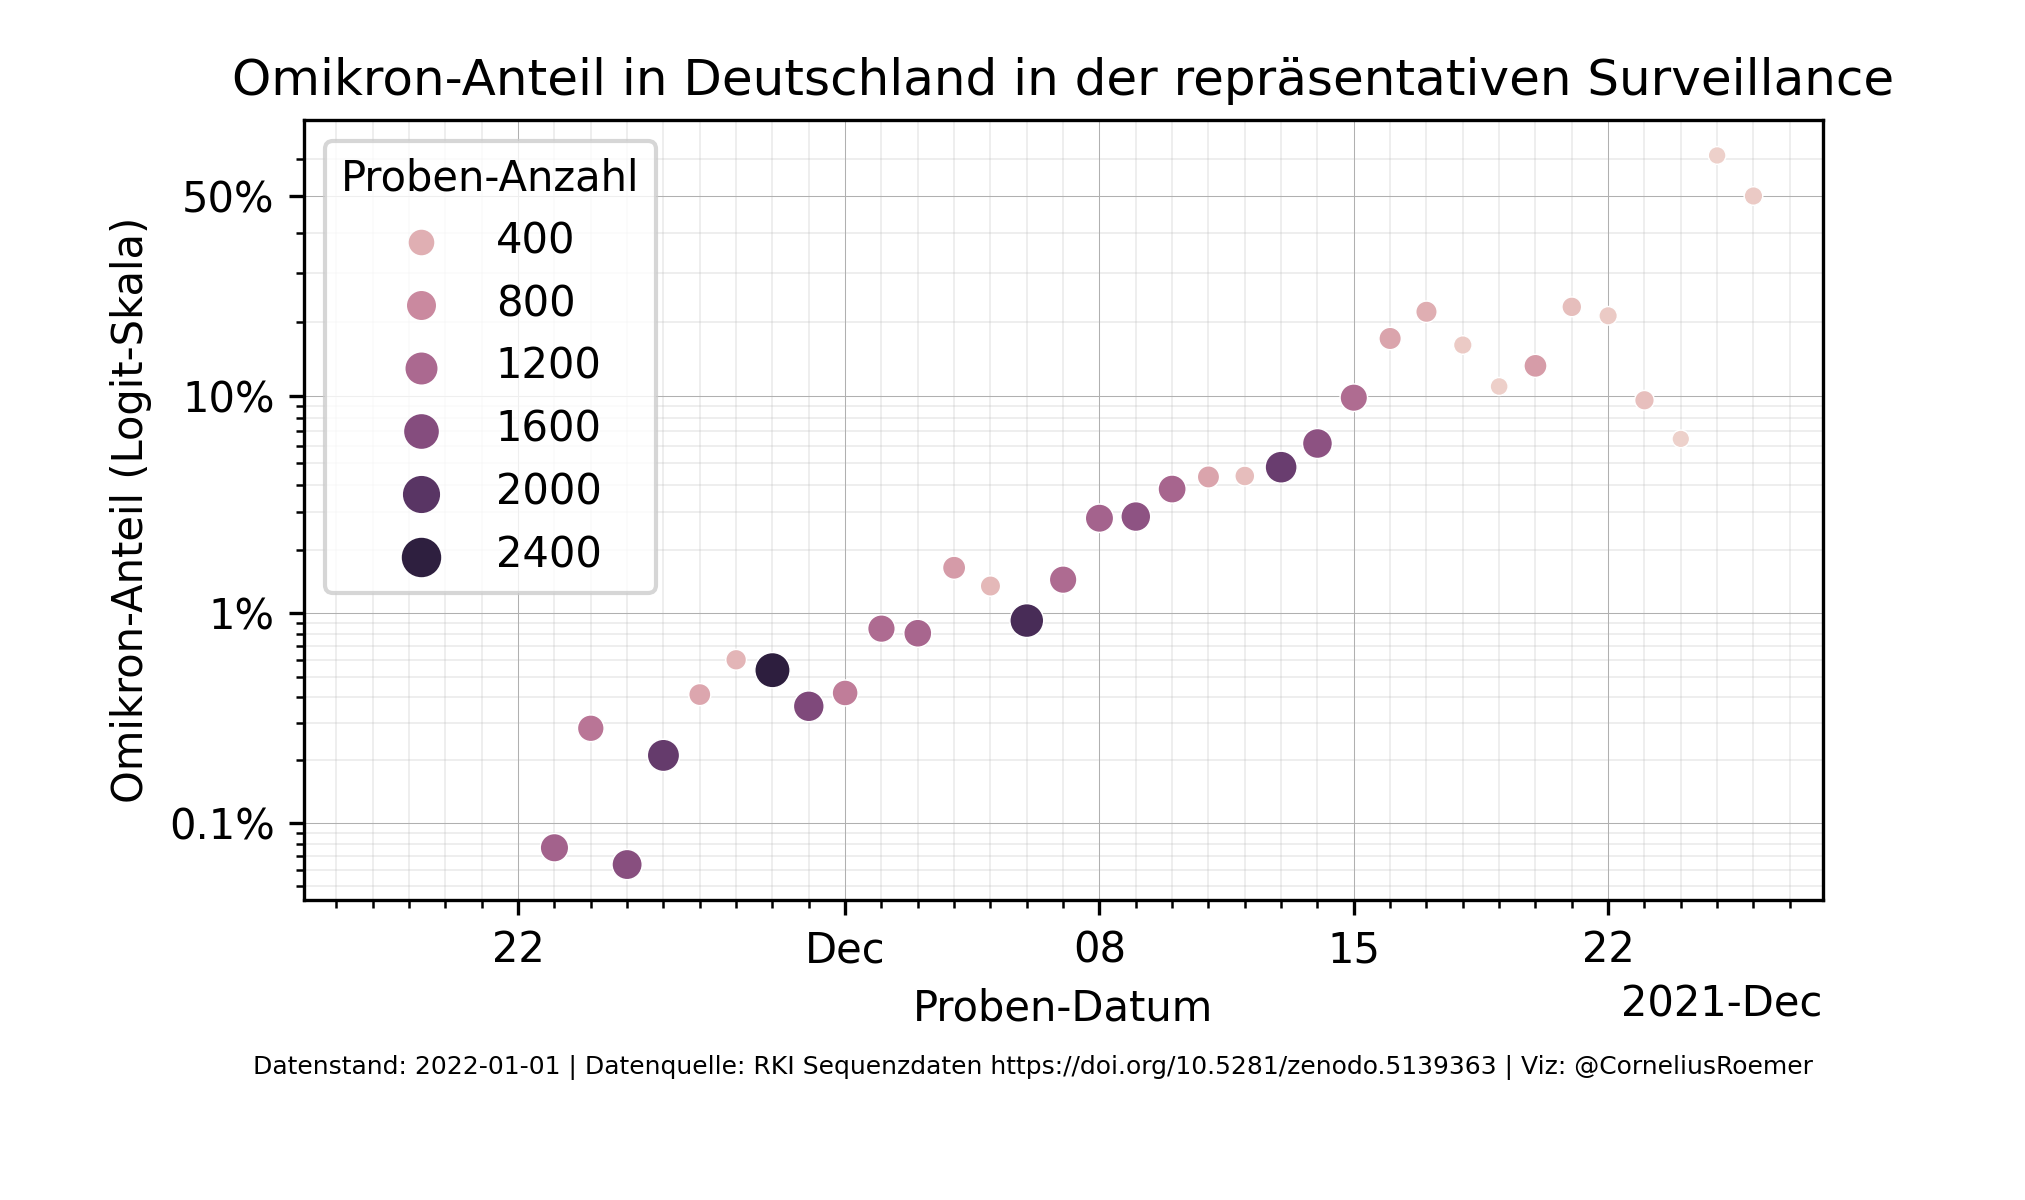 Omikron-Anteil in Deutschland in der repräsentativen Surveillance
Omikron-Anteil (Logit-Skala)
50%
10%
1%
0.1%
Proben-Anzahl
400
800
1200
1600
2000
2400
22
Dec
08
15
22
Proben-Datum
2021-Dec
Datenstand: 2022-01-01 | Datenquelle: RKI Sequenzdaten https://doi.org/10.5281/zenodo.5139363 | Viz: @CorneliusRoemer